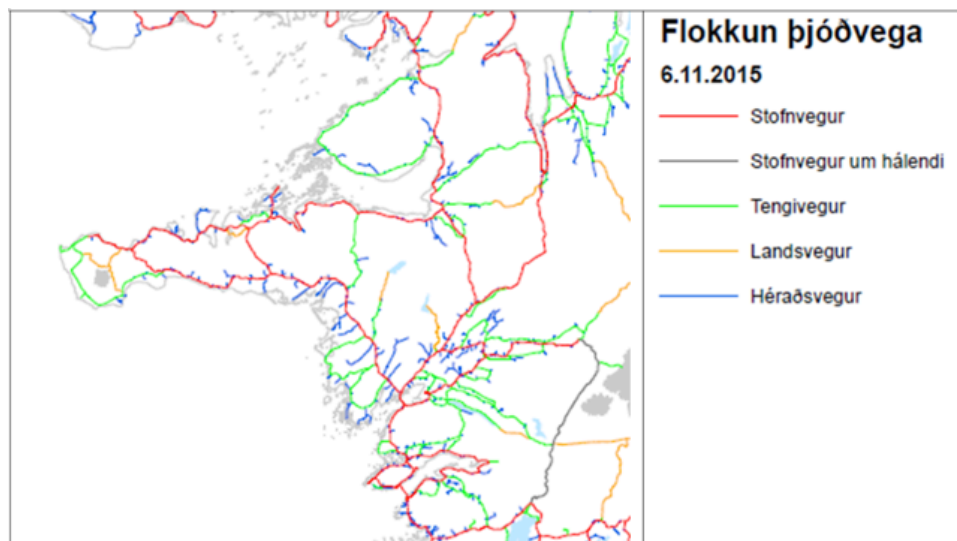 Flokkun þjóðvega
6.11.2015
Stofnvegur
Stofnvegur um hálendi
Tengivegur
Landsvegur
Héraðsvegur